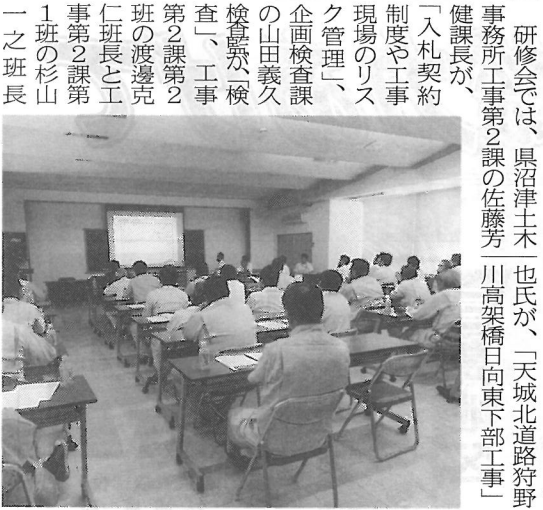 研修会では、県沼津土木
事務所工事第２課の佐藤芳
健課長が、
「入札契約
制度や工事
現場のリス
ク管理」、
企画検査課
の山田義久
検査監が、「検
査」、工事
第２課第２
班の渡邊克
仁班長と工
事第２課第
１班の杉山
一之班長
也氏が、「天城北道路狩野
川高架橋日向東下部工事」